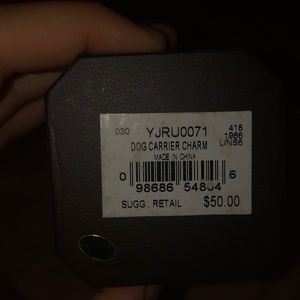 030 YJRU0071 418
1966
DOG CARRIER CHARM L/NS6
MADE IN CHINA
0 98686 54804 6
SUGG. RETAIL $50.00